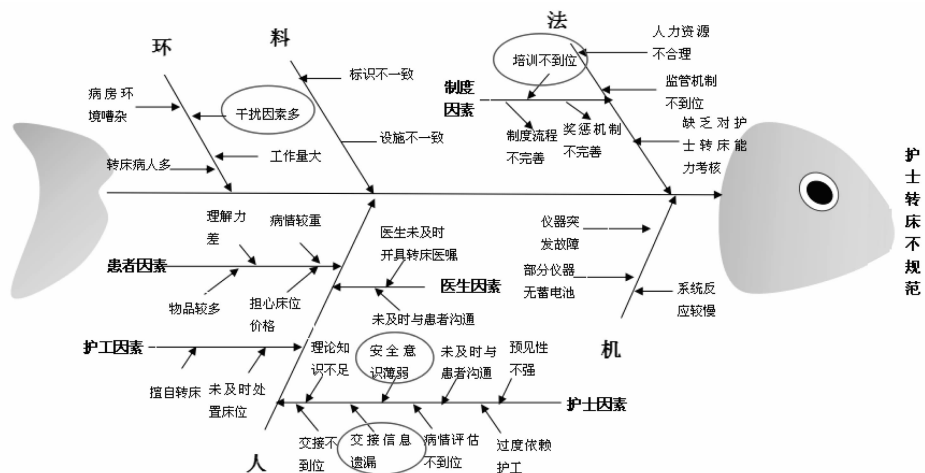 环
料
法
病房环
境嘈杂
干扰因素多
转床病人多
工作量大
标识不一致
设施不一致
培训不到位
制度
因素
制度流程
不完善
奖惩机制
不完善
人力资源
不合理
监管机制
不到位
缺乏对护
士转床能
力考核
护士转床不规范
理解力
差
病情较重
患者因素
物品较多
担心床位
价格
医生未及时
开具转床医嘱
医生因素
未及时与患者沟通
护工因素
擅自转床
未及时处
置床位
理论知
识不足
安全意
识薄弱
未及时与
患者沟通
预见性
不强
护士因素
交接不
到位
交接信息
遗漏
病情评估
不到位
过度依赖
护工
人
仪器突
发故障
部分仪器
无蓄电池
系统反
应较慢
机